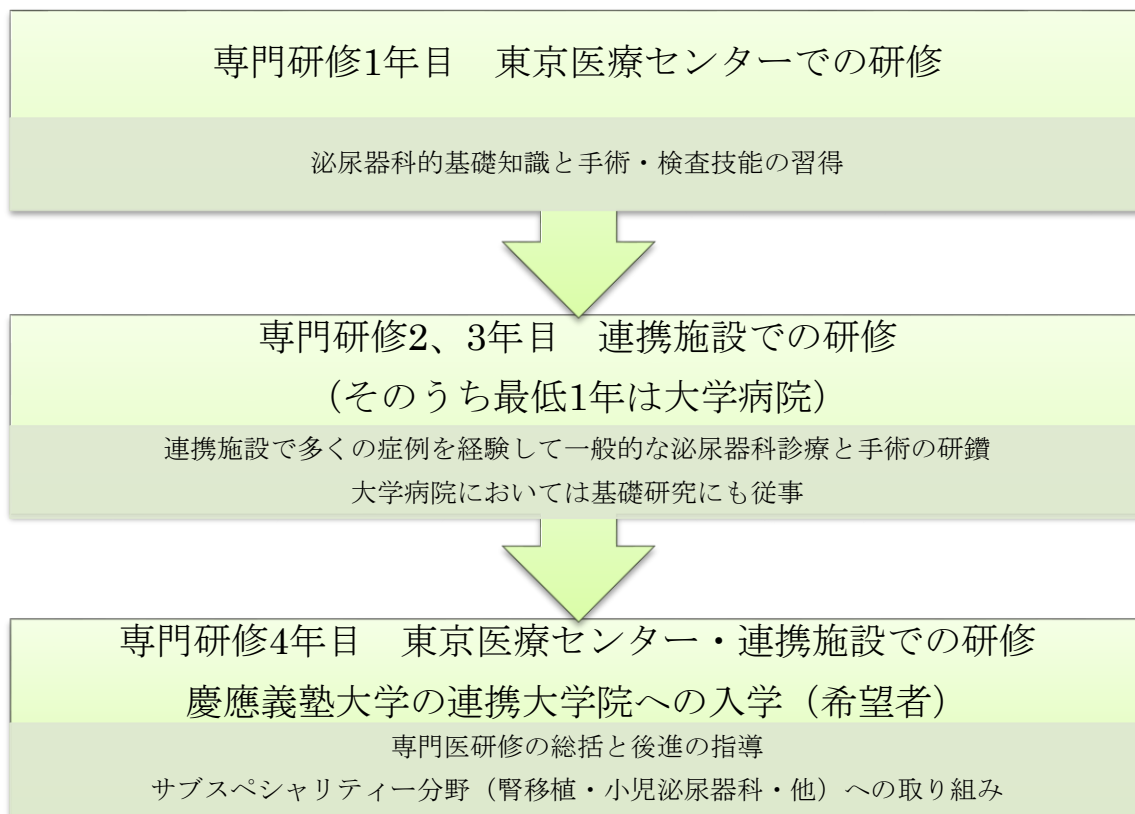 専門研修1年目　東京医療センターでの研修
泌尿器科的基礎知識と手術・検査技能の習得
専門研修2、3年目　連携施設での研修
（そのうち最低1年は大学病院）
連携施設で多くの症例を経験して一般的な泌尿器科診療と手術の研鑽
大学病院においては基礎研究にも従事
専門研修4年目　東京医療センター・連携施設での研修
慶應義塾大学の連携大学院への入学（希望者）
専門医研修の総括と後進の指導
サブスペシャリティー分野（腎移植・小児泌尿器科・他）への取り組み